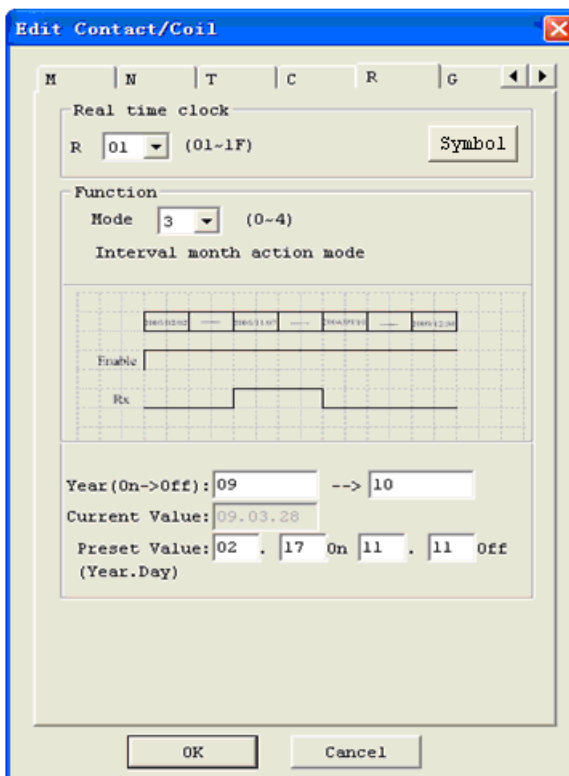 Edit Contact/Coil
M N T C R G
Real time clock
R 01 (01~1F) Symbol
Function
Mode 3 (0~4)
Interval month action mode
Enable
Rx
Year(On->Off): 09 --> 10
Current Value: 09.03.28
Preset Value: 02 . 17 On 11 . 11 Off
(Year.Day)
OK Cancel